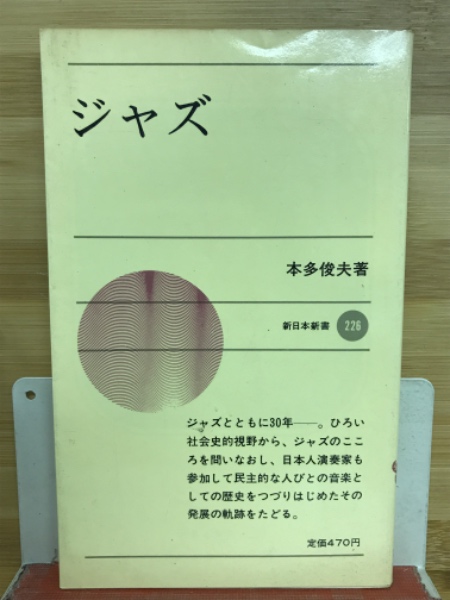 ジャズ
本多俊夫著
新日本新書 226
ジャズとともに30年——。ひろい
社会史的視野から、ジャズのここ
ろを問いなおし、日本人演奏家も
参加して民主的な人びとの音楽と
しての歴史をつづりはじめたその
発展の軌跡をたどる。
定価470円